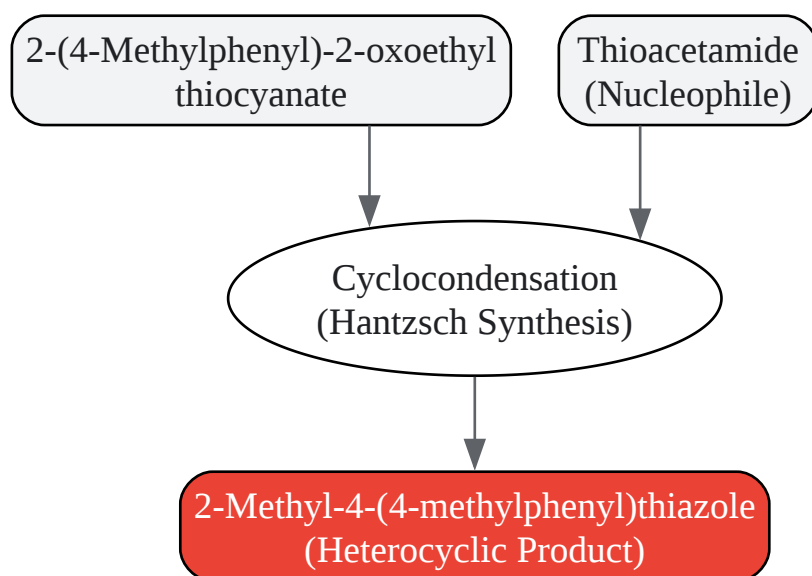 2-(4-Methylphenyl)-2-oxoethyl
thiocyanate
Thioacetamide
(Nucleophile)
Cyclocondensation
(Hantzsch Synthesis)
2-Methyl-4-(4-methylphenyl)thiazole
(Heterocyclic Product)